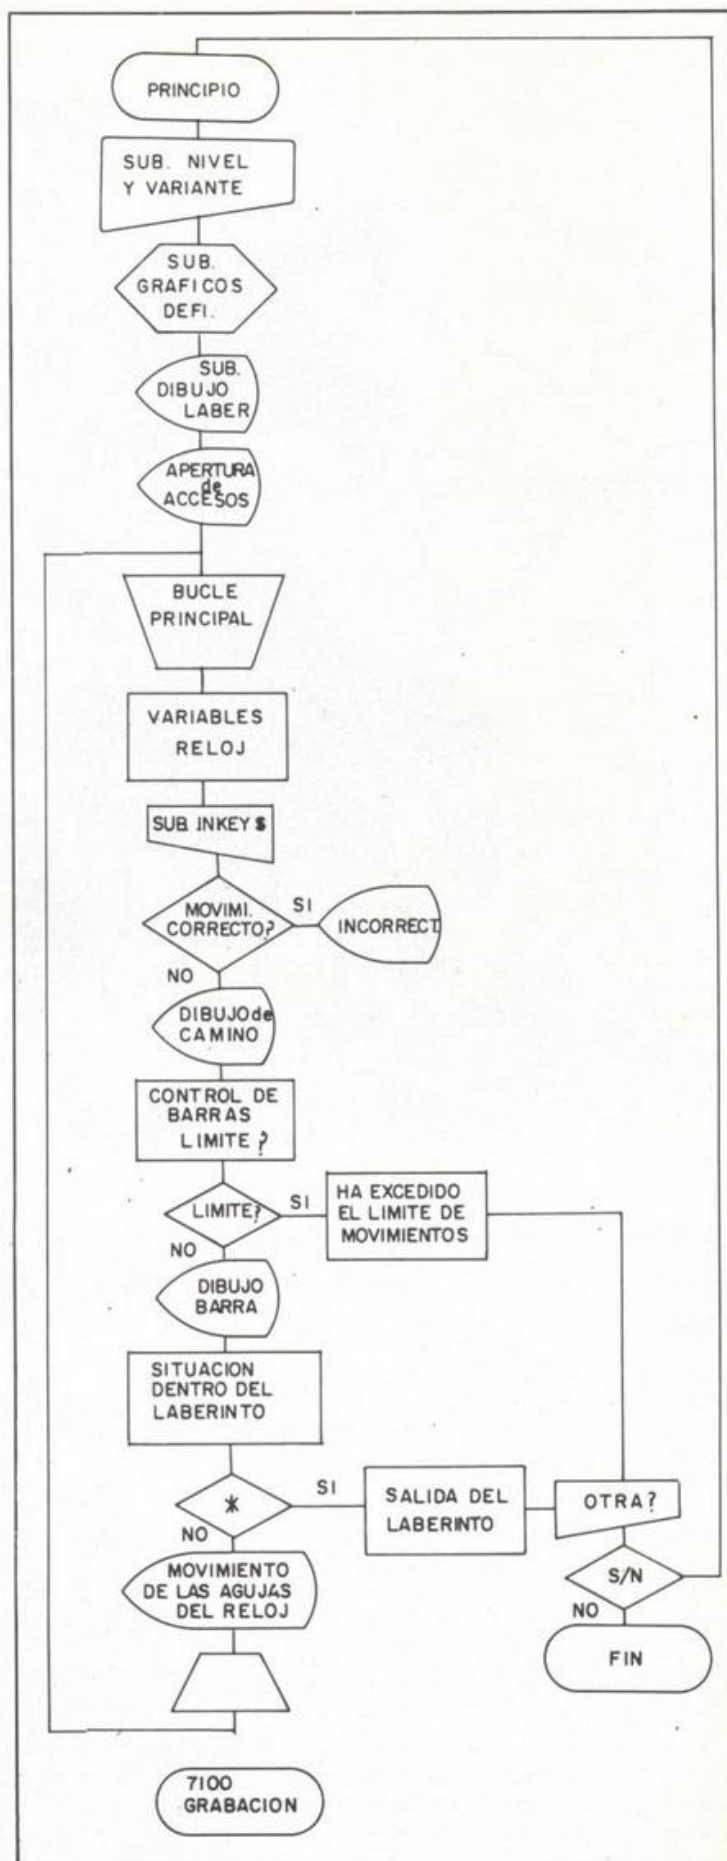 PRINCIPIO
SUB. NIVEL
Y VARIANTE
SUB.
GRAFICOS
DEFI.
SUB.
DIBUJO
LABER
APERTURA
de
ACCESOS
BUCLE
PRINCIPAL
VARIABLES
RELOJ
SUB. INKEY $
MOVIMI.
CORRECTO?
SI
INCORRECT.
NO
DIBUJO de
CAMINO
CONTROL DE
BARRAS
LIMITE ?
LIMITE?
SI
HA EXCEDIDO
EL LIMITE DE
MOVIMIENTOS
NO
DIBUJO
BARRA
SITUACION
DENTRO DEL
LABERINTO
*
SI
SALIDA DEL
LABERINTO
OTRA?
NO
MOVIMIENTO
DE LAS AGUJAS
DEL RELOJ
S/N
NO
FIN
7100
GRABACION